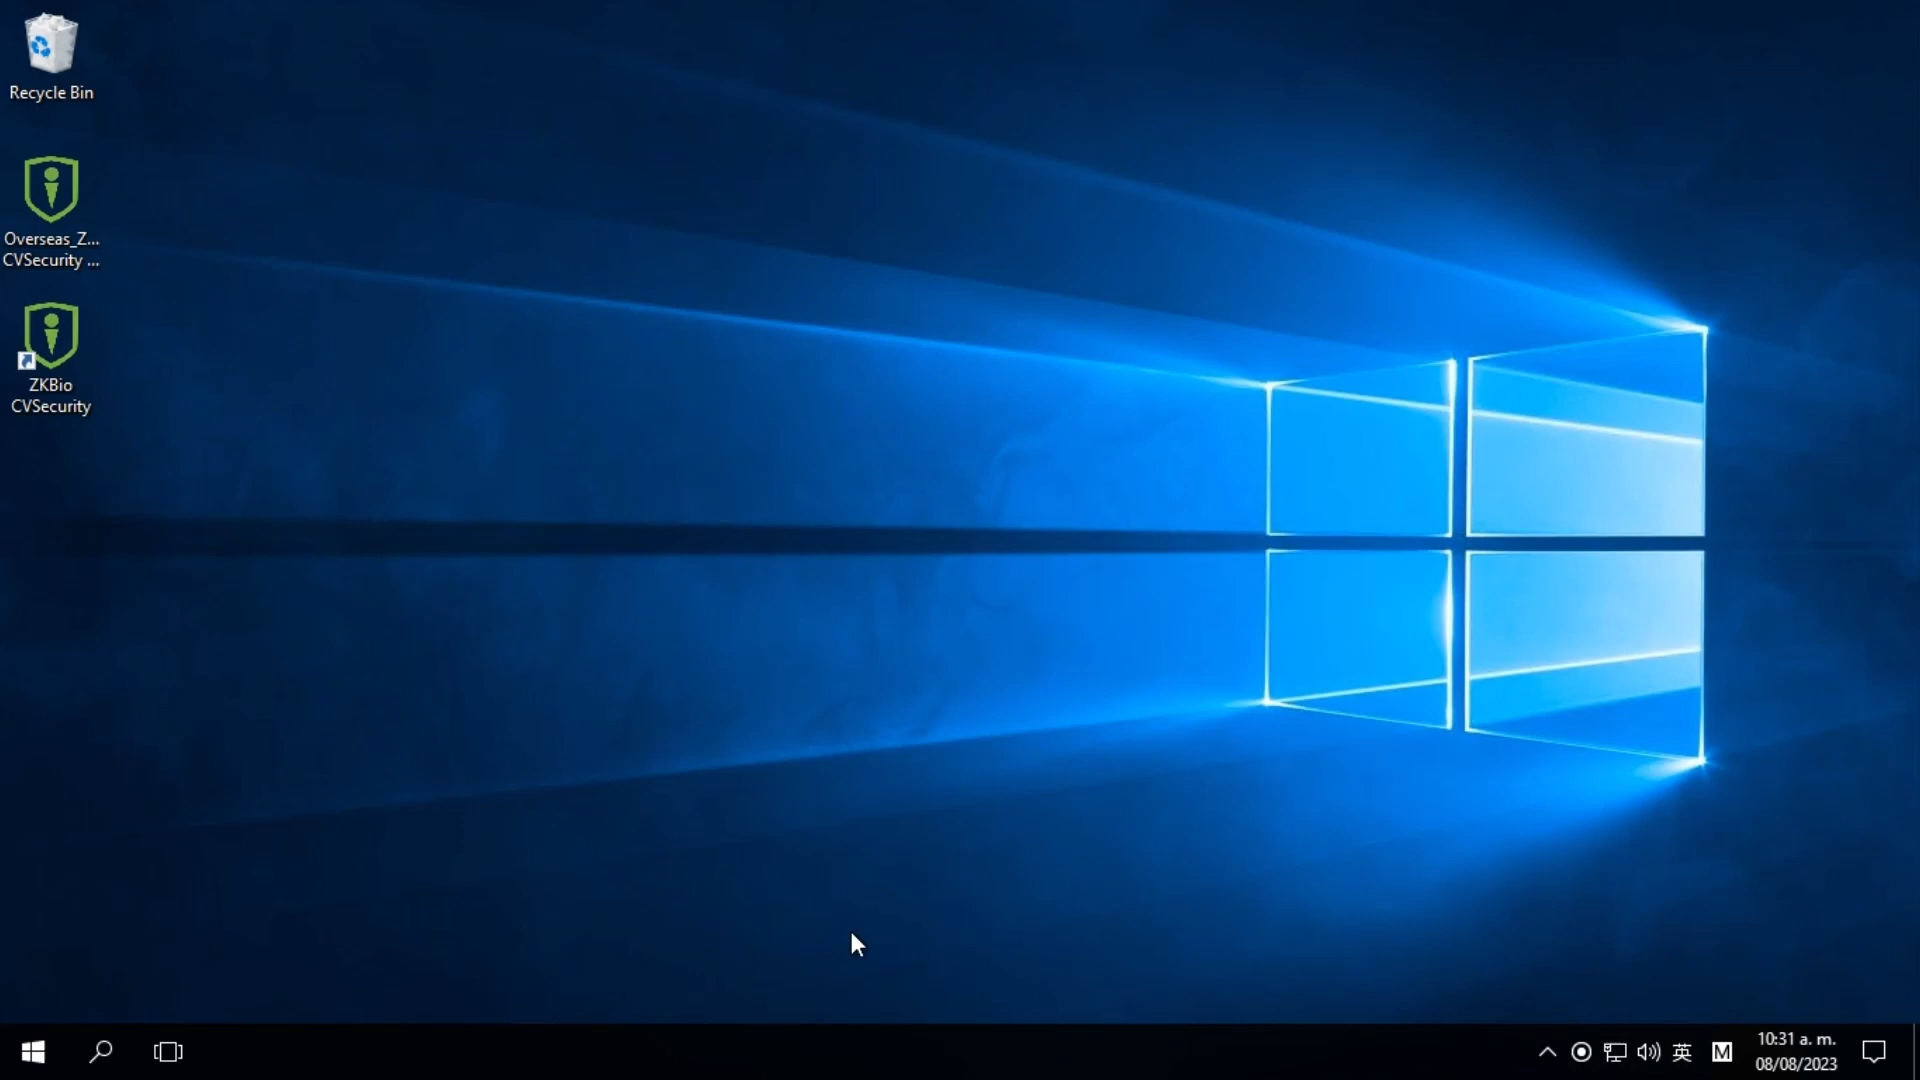 Recycle Bin
Overseas_Z...
CVSecurity ...
ZKBio
CVSecurity
英
M
10:31 a. m.
08/08/2023